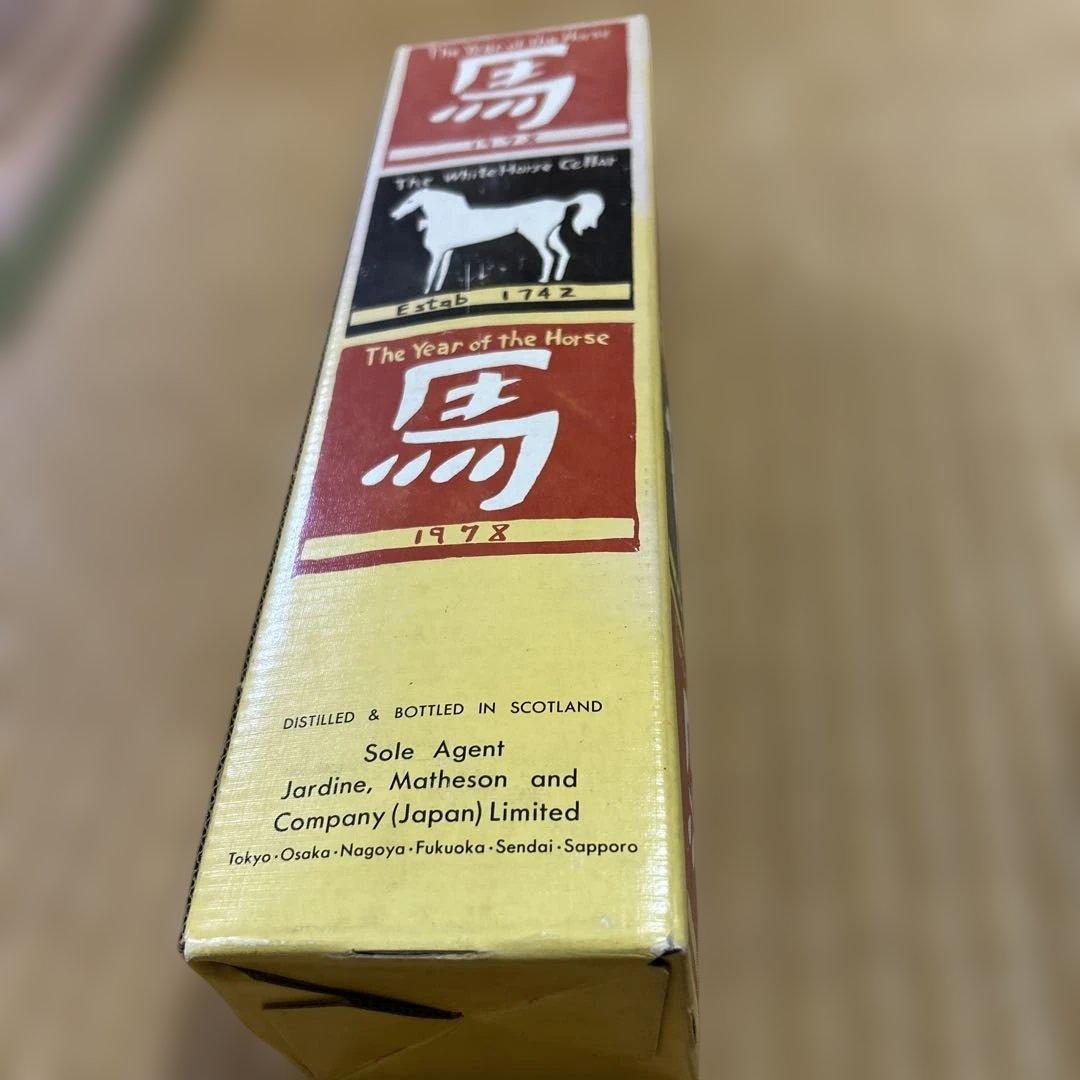 The Year of the Horse
馬
1978
The White Horse Cellar
Estab 1742
The Year of the Horse
馬
1978
DISTILLED & BOTTLED IN SCOTLAND
Sole Agent
Jardine, Matheson and
Company (Japan) Limited
Tokyo・Osaka・Nagoya・Fukuoka・Sendai・Sapporo